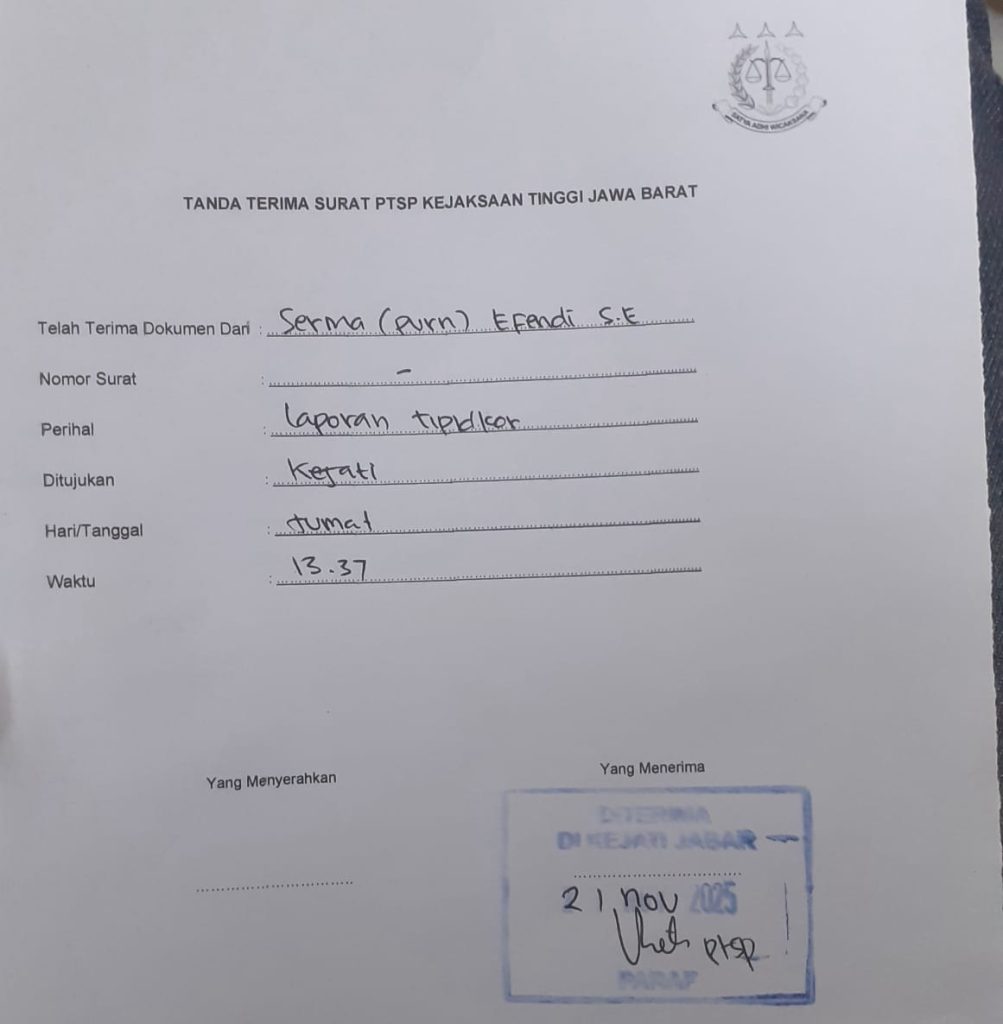 SATYA ADHI WICAKSANA
TANDA TERIMA SURAT PTSP KEJAKSAAN TINGGI JAWA BARAT
Telah Terima Dokumen Dari : Serma (purn) Efendi S.E
Nomor Surat : -
Perihal : Laporan tipidkor
Ditujukan : Kejati
Hari/Tanggal : Jumat
Waktu : 13.37
Yang Menyerahkan
Yang Menerima
DITERIMA
DI KEJATI JABAR
21 nov 2025
ptsp
PARAF